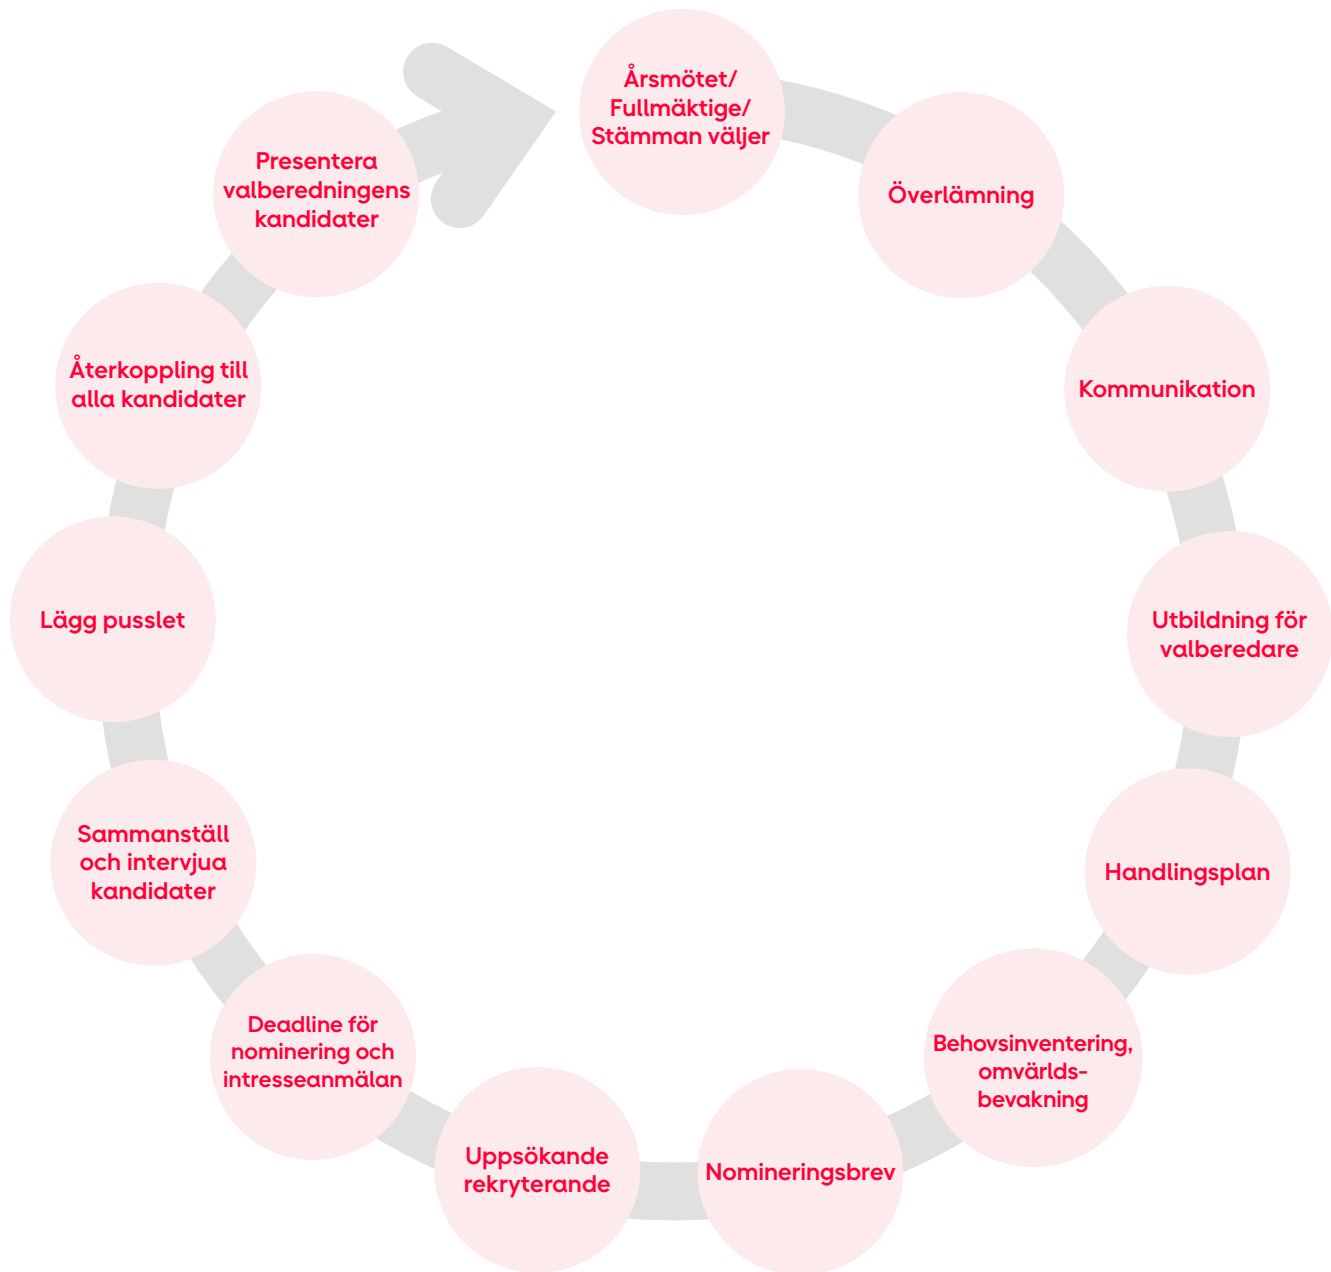 Årsmötet/
Fullmäktige/
Stämman väljer
Överlämning
Kommunikation
Utbildning för
valberedare
Handlingsplan
Behovsinventering,
omvärlds-
bevakning
Nomineringsbrev
Uppsökande
rekryterande
Deadline för
nominering och
intresseanmälan
Sammanställ
och intervjua
kandidater
Lägg pusslet
Återkoppling till
alla kandidater
Presentera
valberedningens
kandidater